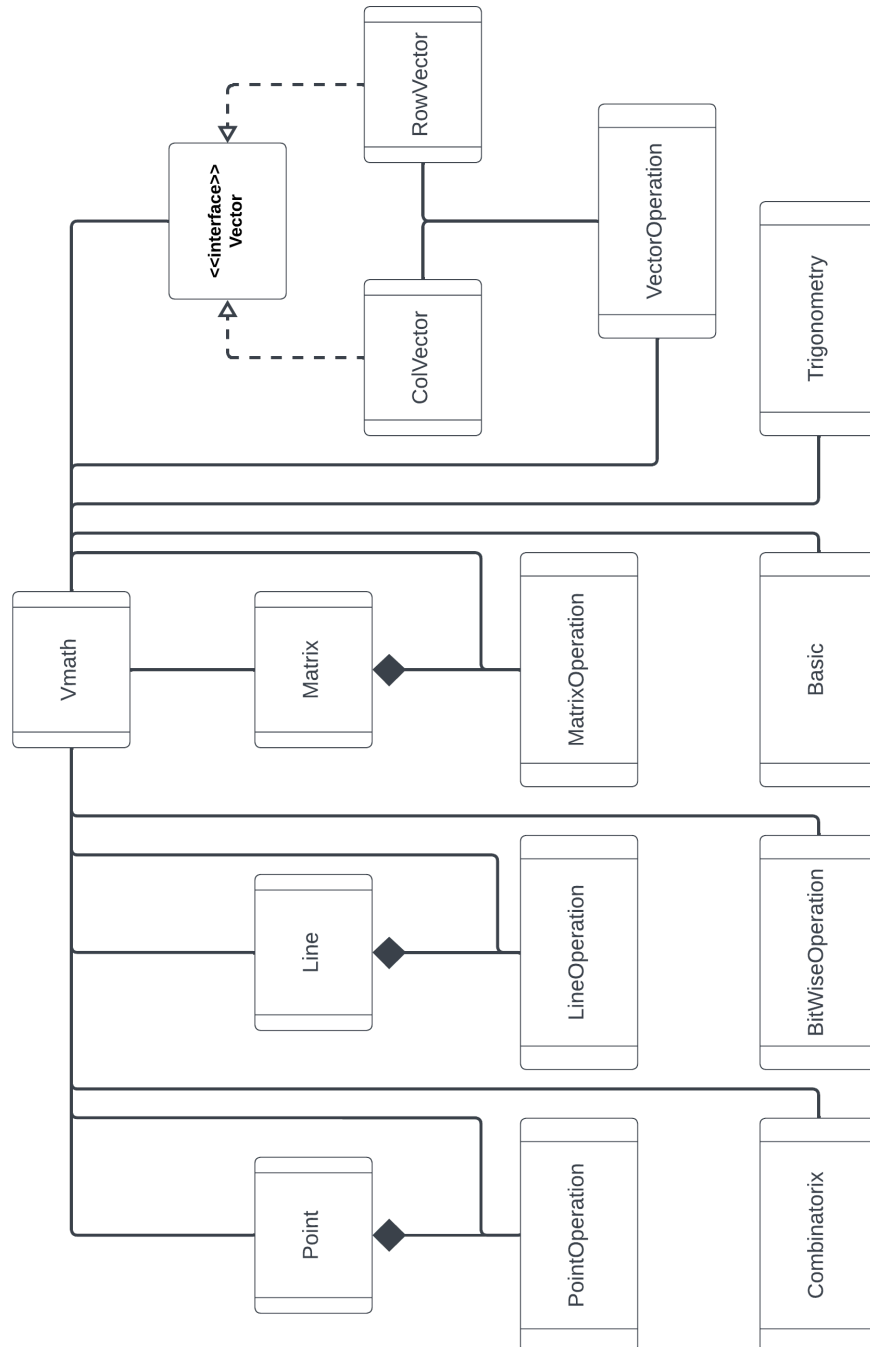 Vmath
Point
Line
Matrix
<<interface>>
Vector
ColVector
RowVector
PointOperation
LineOperation
MatrixOperation
VectorOperation
Combinatorix
BitWiseOperation
Basic
Trigonometry